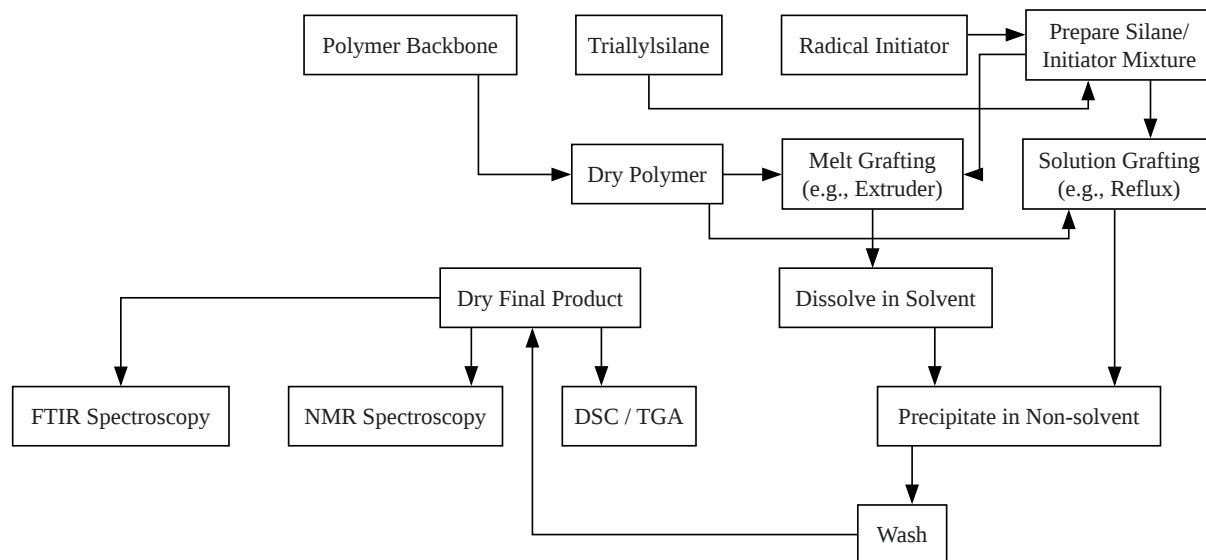 Polymer Backbone
Triallylsilane
Radical Initiator
Prepare Silane/
Initiator Mixture
Dry Polymer
Melt Grafting
(e.g., Extruder)
Solution Grafting
(e.g., Reflux)
Dry Final Product
Dissolve in Solvent
FTIR Spectroscopy
NMR Spectroscopy
DSC / TGA
Precipitate in Non-solvent
Wash